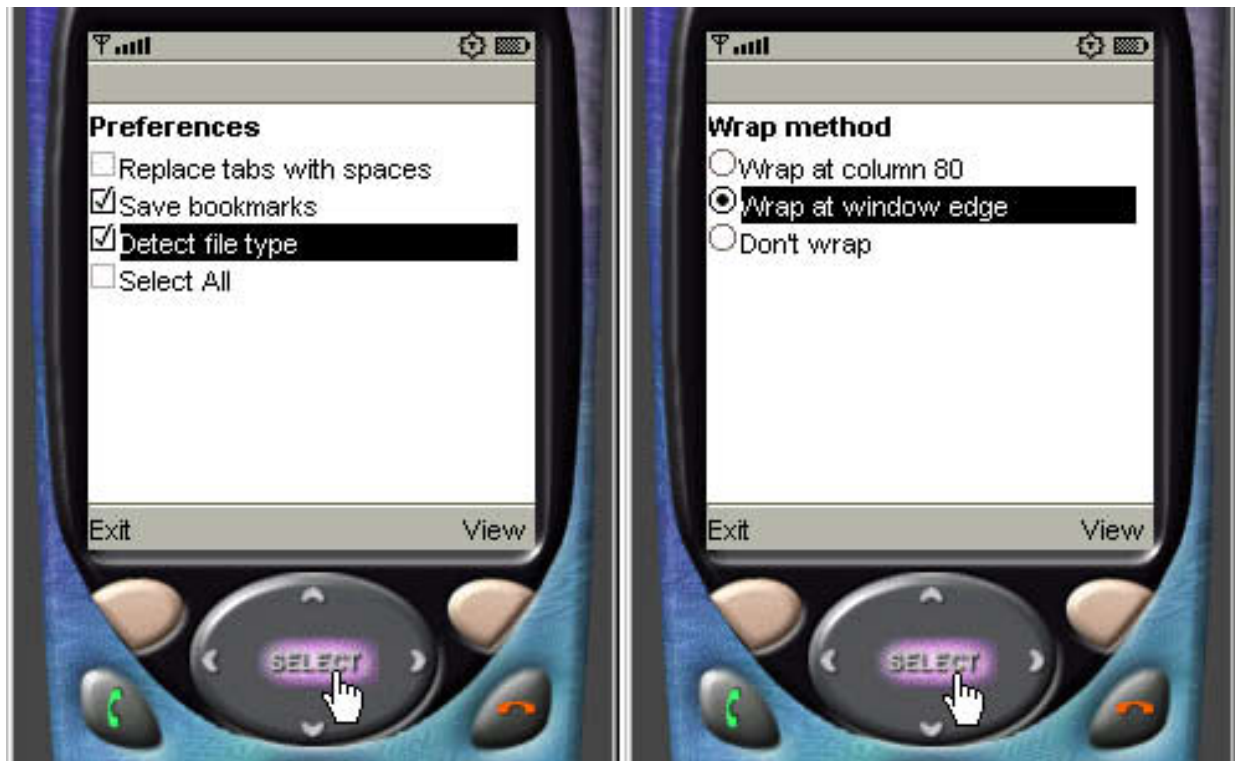 Preferences
Replace tabs with spaces
Save bookmarks
Detect file type
Select All
Exit
View
SELECT
Wrap method
Wrap at column 80
Wrap at window edge
Don't wrap
Exit
View
SELECT